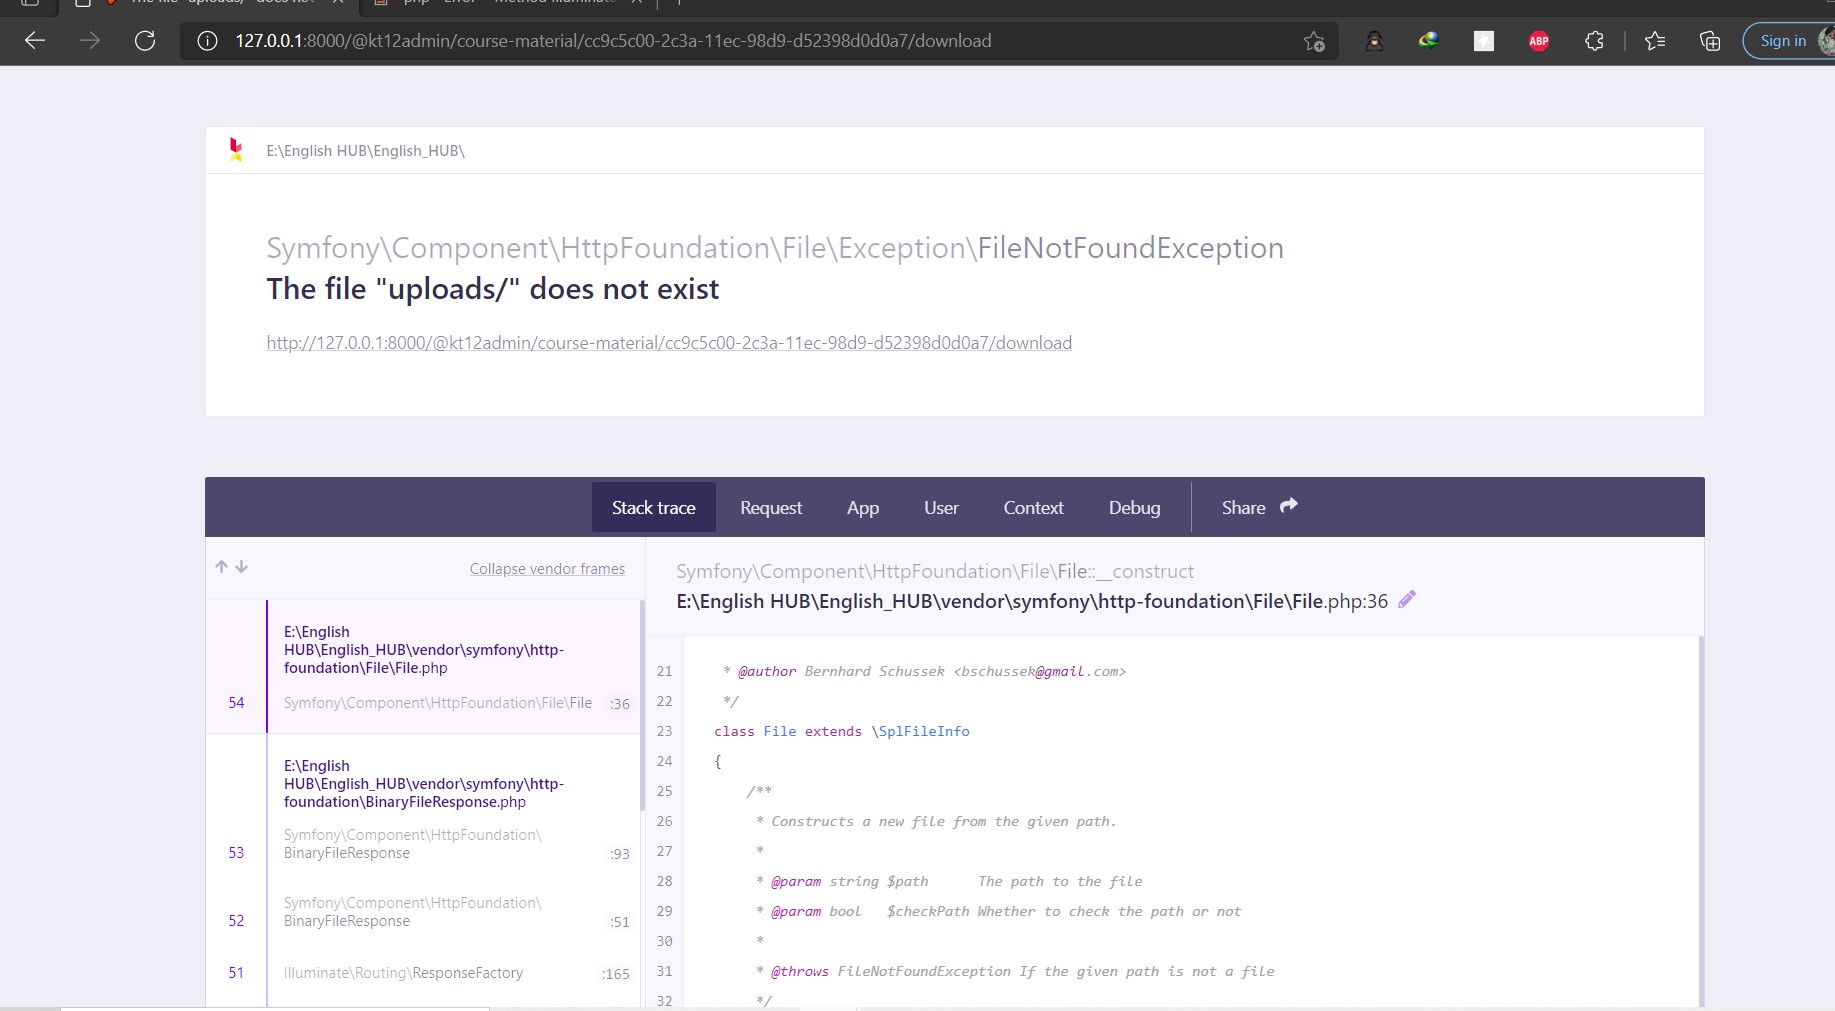 127.0.0.1:8000/@kt12admin/course-material/cc9c5c00-2c3a-11ec-98d9-d52398d0d0a7/download
ABP
Sign in
E:\English HUB\English_HUB\
Symfony\Component\HttpFoundation\File\Exception\FileNotFoundException
The file "uploads/" does not exist
http://127.0.0.1:8000/@kt12admin/course-material/cc9c5c00-2c3a-11ec-98d9-d52398d0d0a7/download
Stack trace Request App User Context Debug Share
Collapse vendor frames
E:\English
HUB\English_HUB\vendor\symfony\http-
foundation\File\File.php
54 Symfony\Component\HttpFoundation\File\File :36
E:\English
HUB\English_HUB\vendor\symfony\http-
foundation\BinaryFileResponse.php
Symfony\Component\HttpFoundation\
53 BinaryFileResponse :93
Symfony\Component\HttpFoundation\
52 BinaryFileResponse :51
51 Illuminate\Routing\ResponseFactory :165
Symfony\Component\HttpFoundation\File\File::__construct
E:\English HUB\English_HUB\vendor\symfony\http-foundation\File\File.php:36
21 * @author Bernhard Schussek <bschussek@gmail.com>
22 */
23 class File extends \SplFileInfo
24 {
25 /**
26 * Constructs a new file from the given path.
27 *
28 * @param string $path The path to the file
29 * @param bool $checkPath Whether to check the path or not
30 *
31 * @throws FileNotFoundException If the given path is not a file
32 */